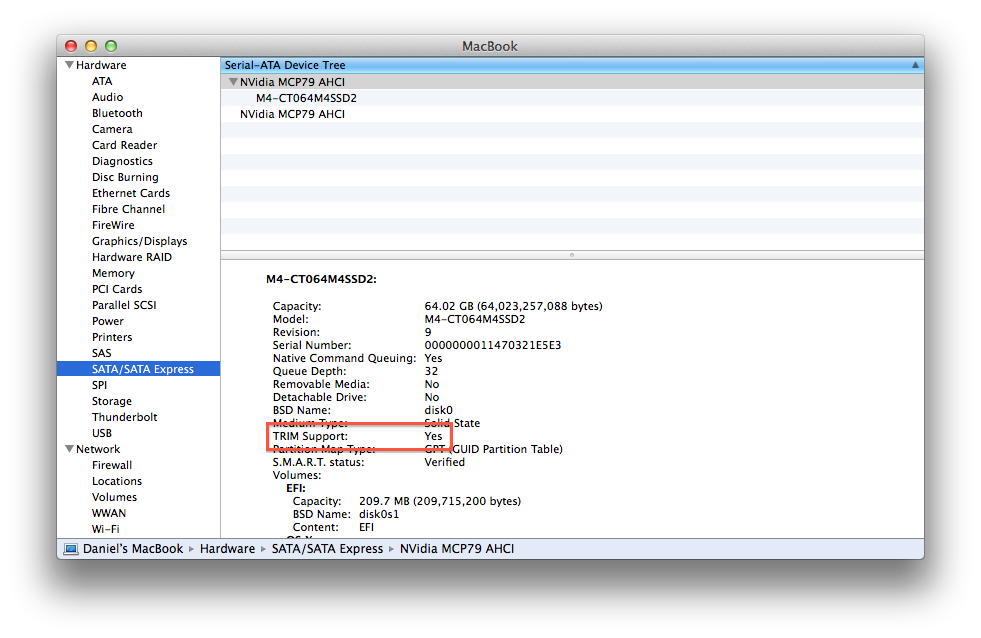 MacBook
Hardware
ATA
Audio
Bluetooth
Camera
Card Reader
Diagnostics
Disc Burning
Ethernet Cards
Fibre Channel
FireWire
Graphics/Displays
Hardware RAID
Memory
PCI Cards
Parallel SCSI
Power
Printers
SAS
SATA/SATA Express
SPI
Storage
Thunderbolt
USB
Network
Firewall
Locations
Volumes
WWAN
Wi-Fi
Serial-ATA Device Tree
NVidia MCP79 AHCI
M4-CT064M4SSD2
NVidia MCP79 AHCI
M4-CT064M4SSD2:
Capacity: 64.02 GB (64,023,257,088 bytes)
Model: M4-CT064M4SSD2
Revision: 9
Serial Number: 0000000011470321E5E3
Native Command Queuing: Yes
Queue Depth: 32
Removable Media: No
Detachable Drive: No
BSD Name: disk0
Medium Type: Solid State
TRIM Support: Yes
Partition Map Type: GPT (GUID Partition Table)
S.M.A.R.T. status: Verified
Volumes:
EFI:
Capacity: 209.7 MB (209,715,200 bytes)
BSD Name: disk0s1
Content: EFI
Daniel's MacBook ▸ Hardware ▸ SATA/SATA Express ▸ NVidia MCP79 AHCI